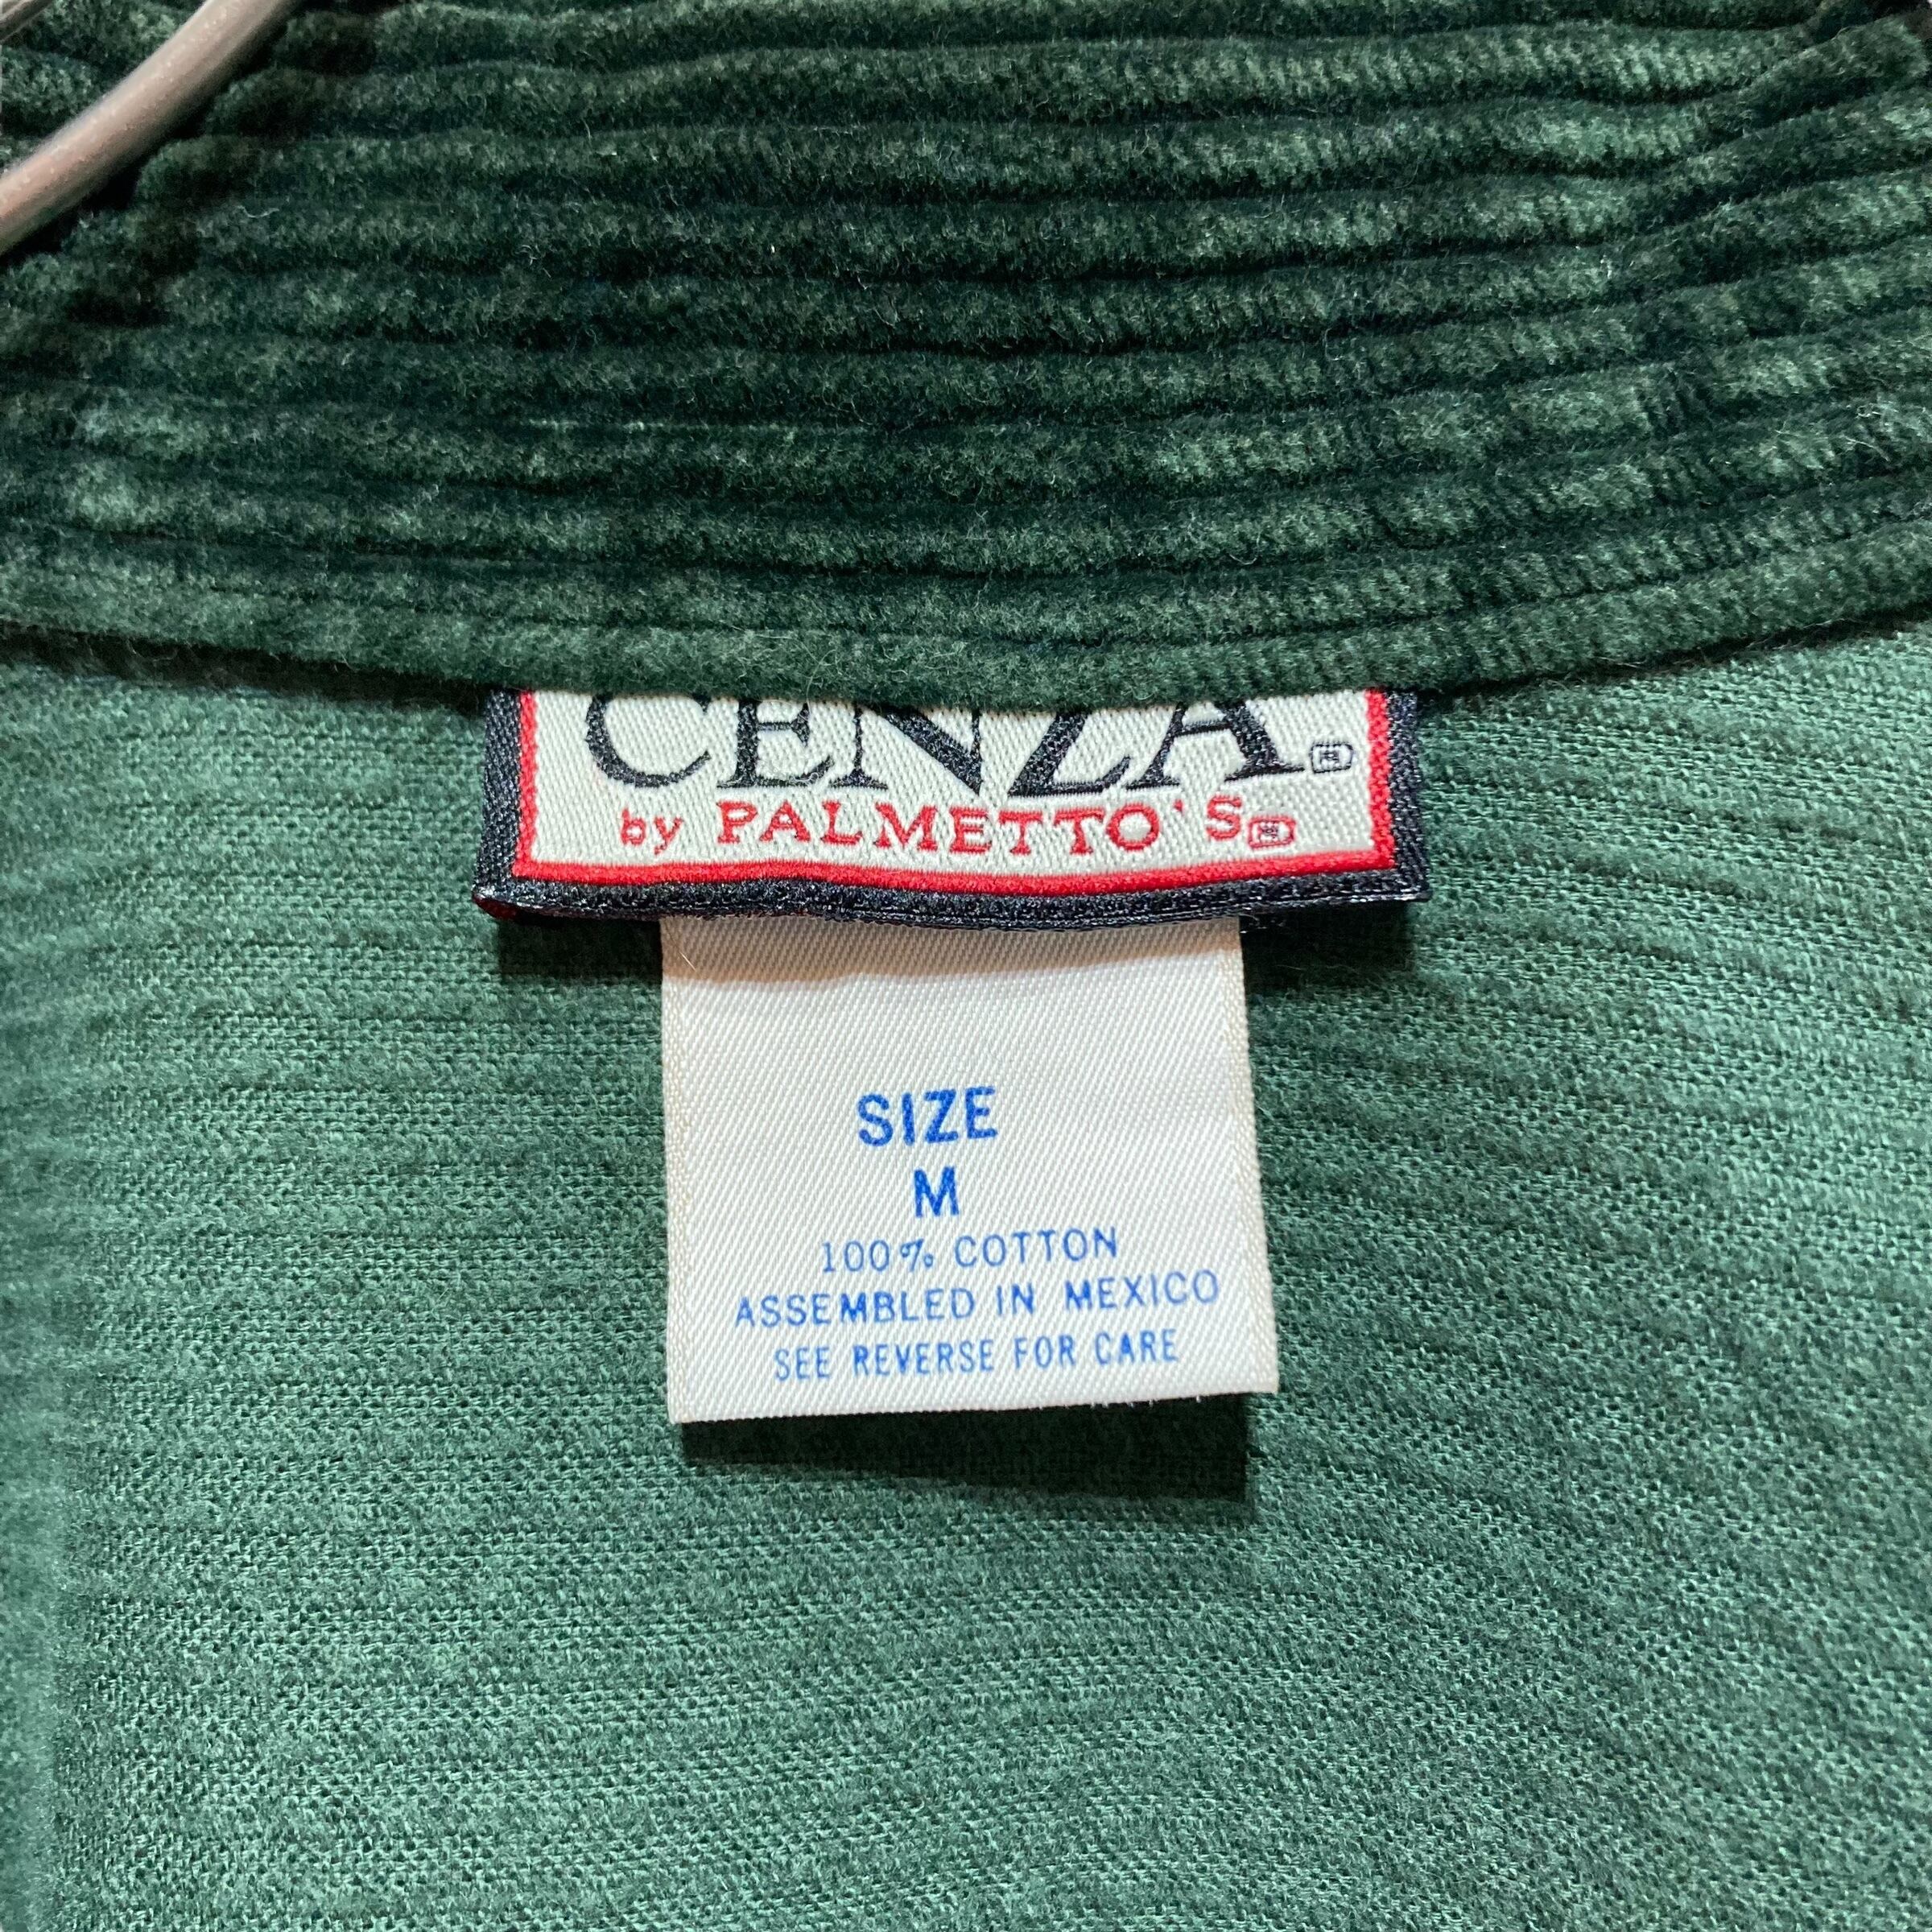 CENZA®
by PALMETTO'S®
SIZE
M
100% COTTON
ASSEMBLED IN MEXICO
SEE REVERSE FOR CARE